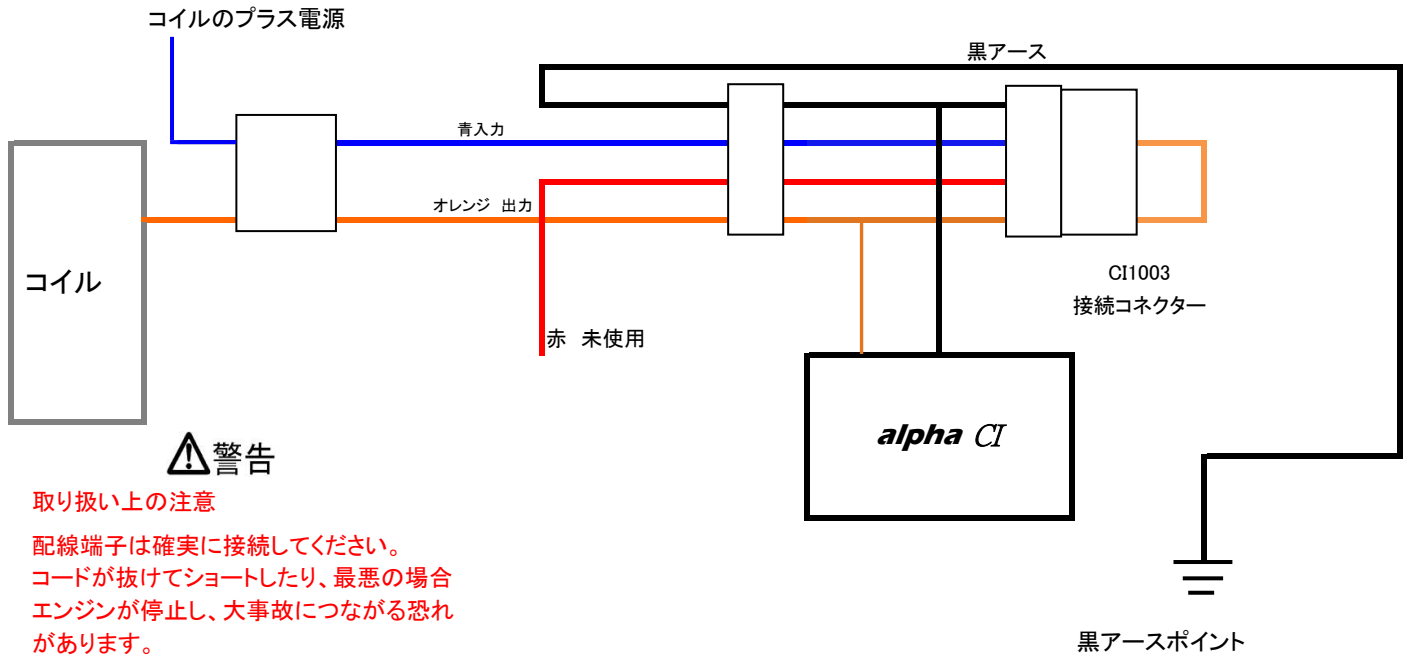 コイルのプラス電源
黒アース
青入力
オレンジ 出力
コイル
CI1003
接続コネクター
赤 未使用
alpha CI
警告
取り扱い上の注意
配線端子は確実に接続してください。
コードが抜けてショートしたり、最悪の場合
エンジンが停止し、大事故につながる恐れ
があります。
黒アースポイント